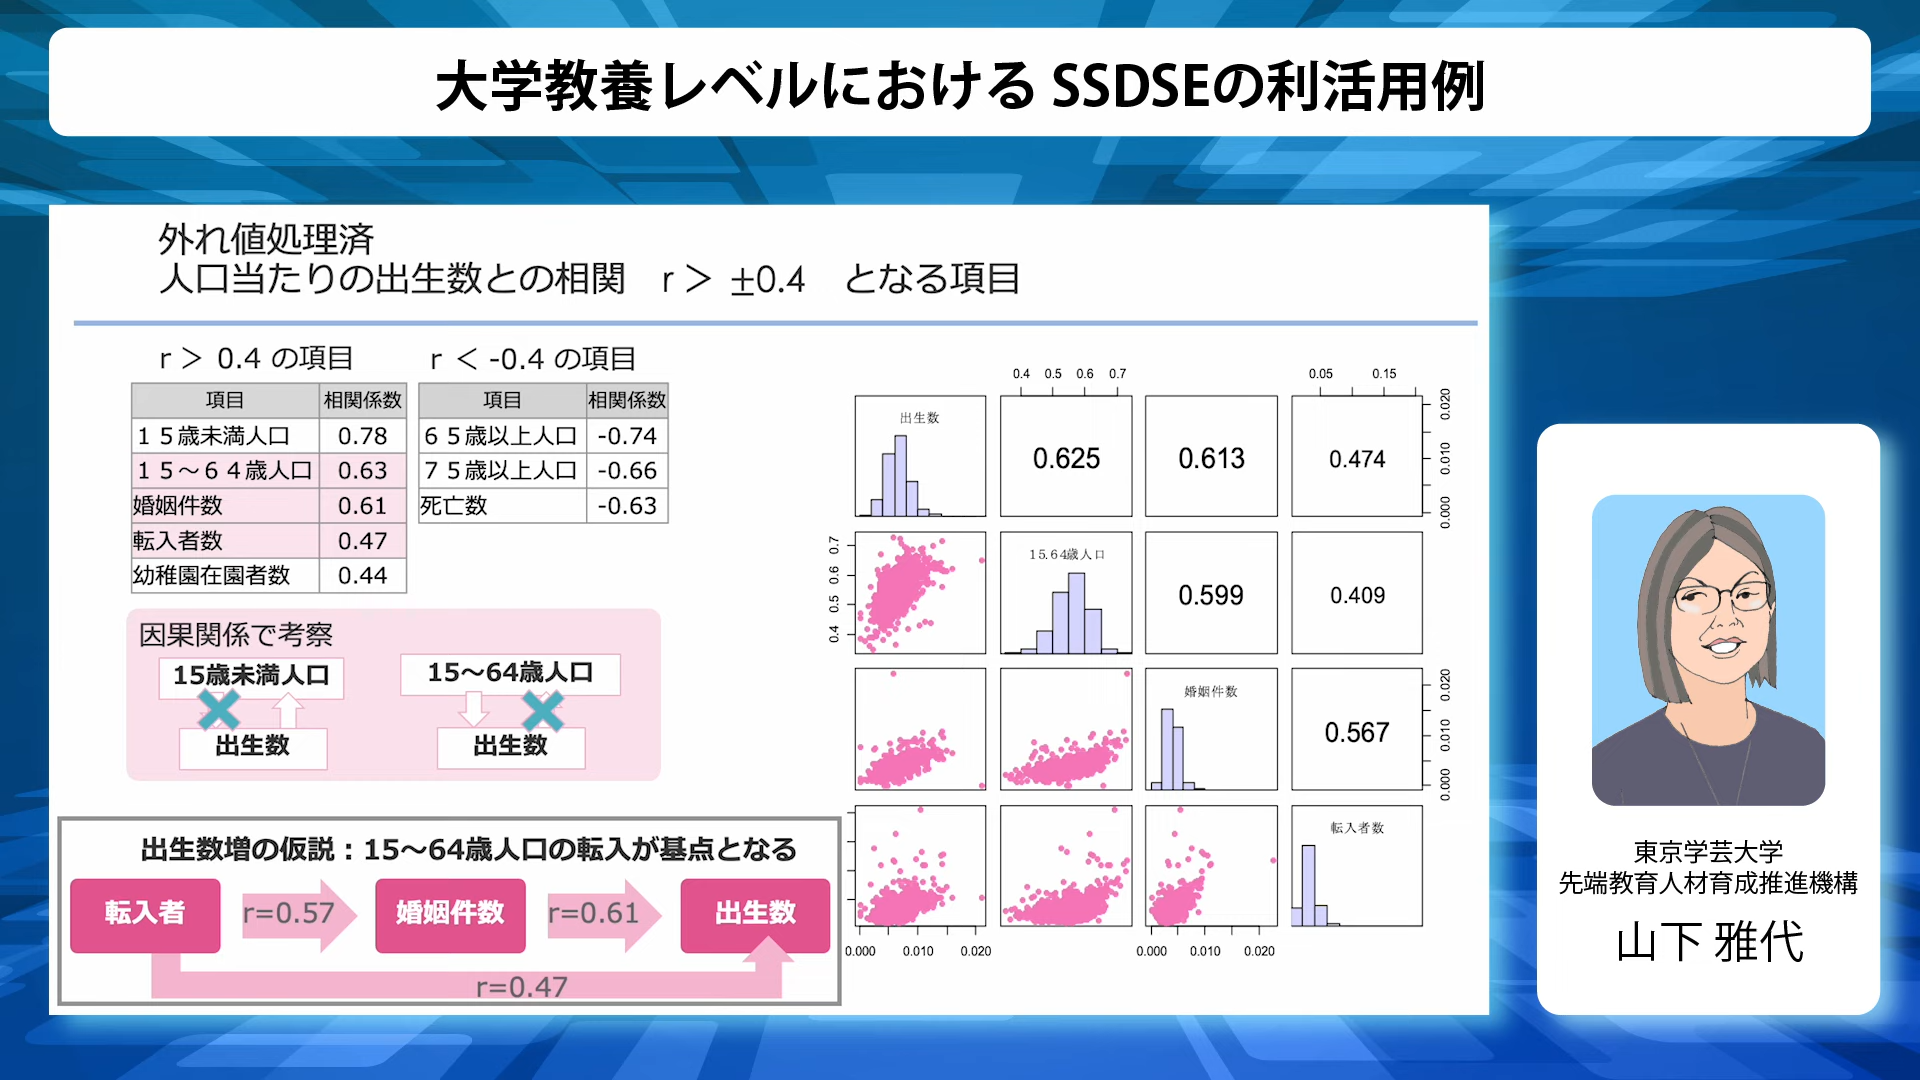 大学教養レベルにおける SSDSEの利活用例
外れ値処理済
人口当たりの出生数との相関　r＞ ±0.4　となる項目
r＞ 0.4 の項目
項目 相関係数
１５歳未満人口 0.78
１５～６４歳人口 0.63
婚姻件数 0.61
転入者数 0.47
幼稚園在園者数 0.44
r ＜ -0.4 の項目
項目 相関係数
６５歳以上人口 -0.74
７５歳以上人口 -0.66
死亡数 -0.63
因果関係で考察
15歳未満人口
出生数
15～64歳人口
出生数
出生数増の仮説：15～64歳人口の転入が基点となる
転入者 r=0.57 婚姻件数 r=0.61 出生数
r=0.47
0.4 0.5 0.6 0.7
0.05 0.15
出生数 0.625 0.613 0.474
0.000 0.010 0.020
0.4 0.5 0.6 0.7
15.64歳人口 0.599 0.409
婚姻件数 0.567
0.000 0.010 0.020
転入者数
0.000 0.010 0.020
0.000 0.010 0.020
東京学芸大学
先端教育人材育成推進機構
山下 雅代